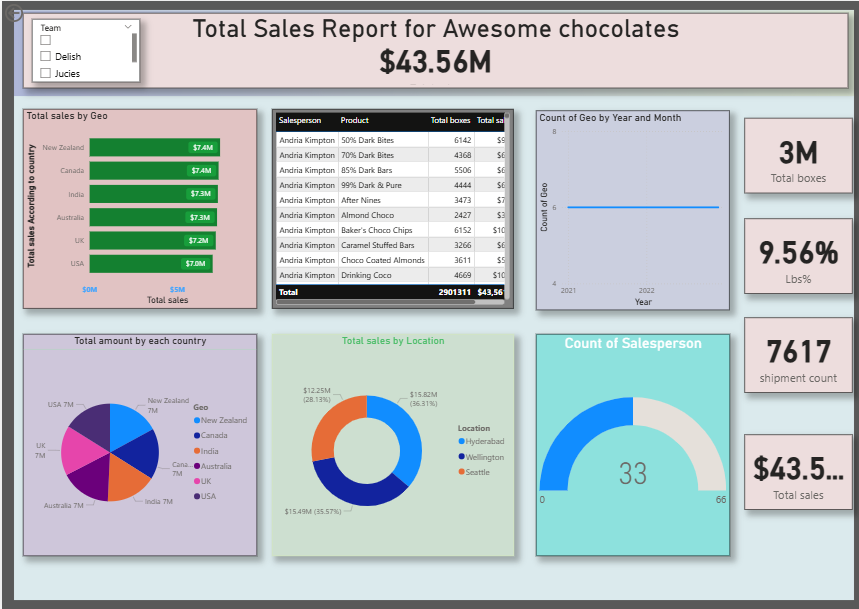 Team
Delish
Jucies
Total Sales Report for Awesome chocolates
$43.56M
Total sales by Geo
Total sales According to country
New Zealand $7.4M
Canada $7.4M
India $7.3M
Australia $7.3M
UK $7.2M
USA $7.0M
$0M $5M
Total sales
Salesperson Product Total boxes Total sa
Andria Kimpton 50% Dark Bites 6142 $9
Andria Kimpton 70% Dark Bites 4368 $6
Andria Kimpton 85% Dark Bars 5506 $6
Andria Kimpton 99% Dark & Pure 4444 $6
Andria Kimpton After Nines 3473 $7
Andria Kimpton Almond Choco 2427 $3
Andria Kimpton Baker's Choco Chips 6152 $10
Andria Kimpton Caramel Stuffed Bars 3266 $6
Andria Kimpton Choco Coated Almonds 3611 $5
Andria Kimpton Drinking Coco 4669 $10
Total 2901311 $43,56
Count of Geo by Year and Month
Count of Geo
8
6
4
2021 2022
Year
3M
Total boxes
9.56%
Lbs%
7617
shipment count
$43.5...
Total sales
Total amount by each country
USA 7M
New Zealand
7M
UK
7M
Cana...
7M
Australia 7M
India 7M
Geo
New Zealand
Canada
India
Australia
UK
USA
Total sales by Location
$12.25M
(28.13%)
$15.82M
(36.31%)
$15.49M (35.57%)
Location
Hyderabad
Wellington
Seattle
Count of Salesperson
33
0 66